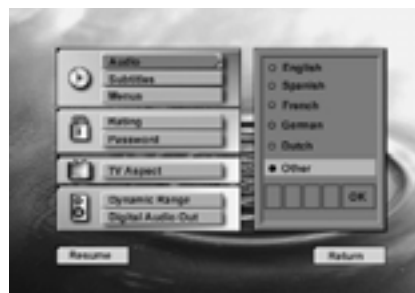 Audio
Subtitles
Menus
Rating
Password
TV Aspect
Dynamic Range
Digital Audio Out
English
Spanish
French
German
Dutch
Other
OK
Resume
Return